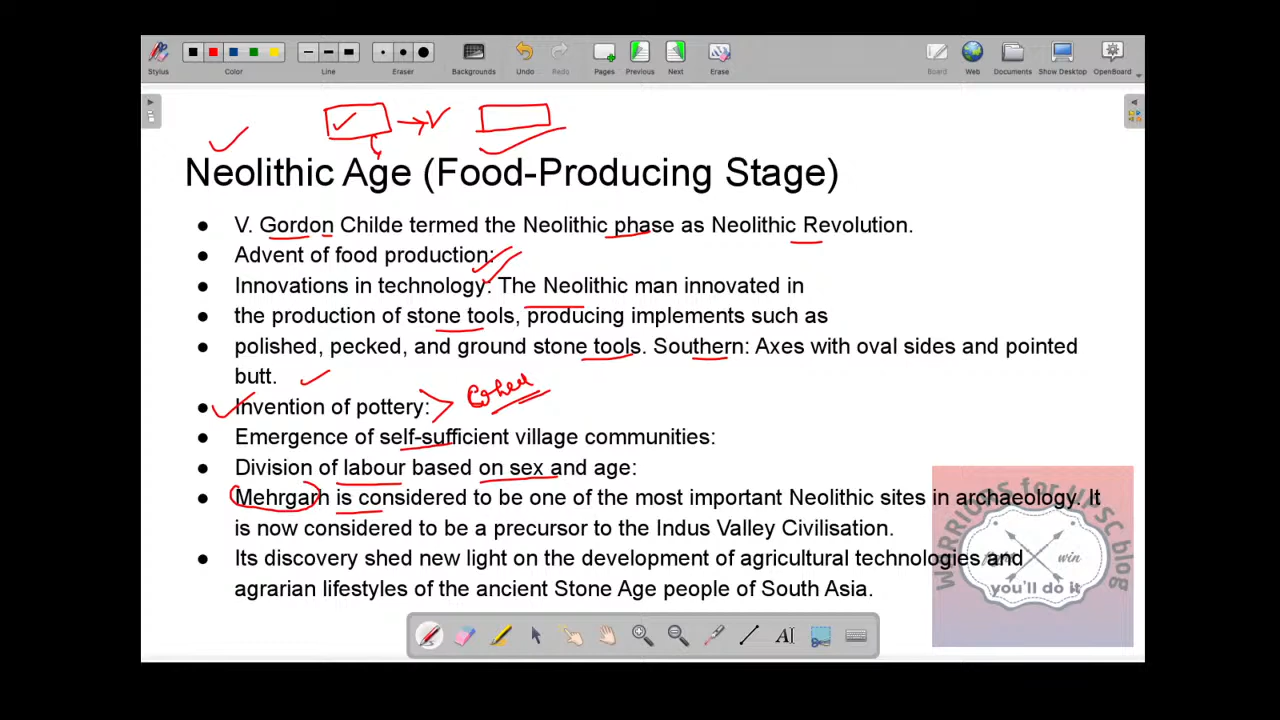 Stylus Color Line Eraser Backgrounds Undo Redo Pages Previous Next Erase Board Web Documents Show Desktop OpenBoard
Neolithic Age (Food-Producing Stage)
● V. Gordon Childe termed the Neolithic phase as Neolithic Revolution.
● Advent of food production:
● Innovations in technology: The Neolithic man innovated in
● the production of stone tools, producing implements such as
● polished, pecked, and ground stone tools. Southern: Axes with oval sides and pointed
butt.
● Invention of pottery:
● Emergence of self-sufficient village communities:
● Division of labour based on sex and age:
● Mehrgarh is considered to be one of the most important Neolithic sites in archaeology. It
is now considered to be a precursor to the Indus Valley Civilisation.
● Its discovery shed new light on the development of agricultural technologies and
agrarian lifestyles of the ancient Stone Age people of South Asia.
WARRIORS for UPSC blog
win
you'll do it